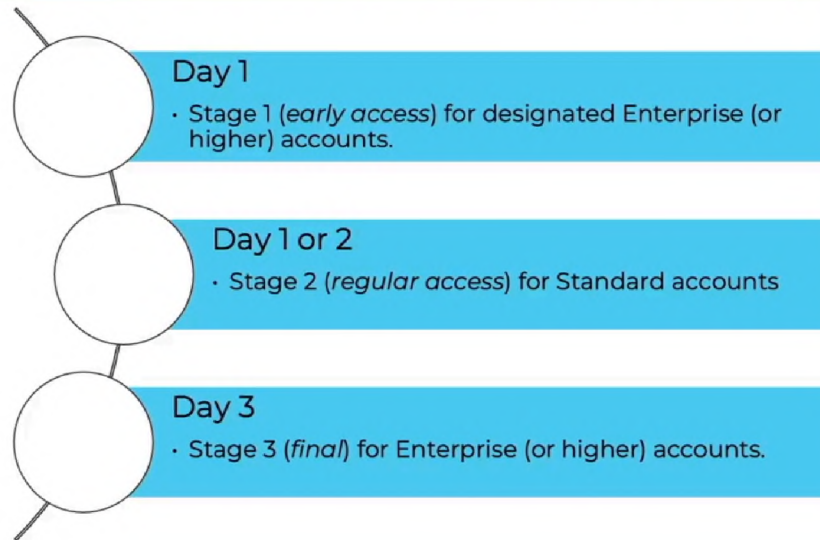 Day 1
· Stage 1 (early access) for designated Enterprise (or
higher) accounts.
Day 1 or 2
· Stage 2 (regular access) for Standard accounts
Day 3
· Stage 3 (final) for Enterprise (or higher) accounts.